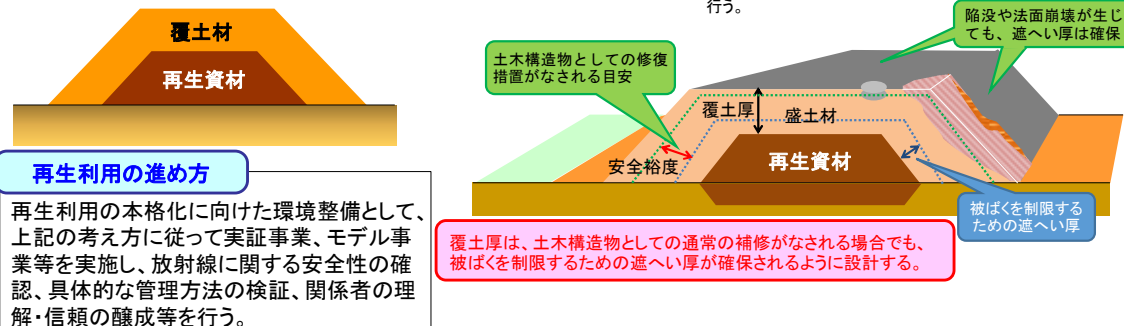 行う。
覆土材
再生資材
再生利用の進め方
再生利用の本格化に向けた環境整備として、
上記の考え方に従って実証事業、モデル事
業等を実施し、放射線に関する安全性の確
認、具体的な管理方法の検証、関係者の理
解・信頼の醸成等を行う。
陥没や法面崩壊が生じ
ても、遮へい厚は確保
土木構造物としての修復
措置がなされる目安
覆土厚
盛土材
安全裕度
再生資材
被ばくを制限する
ための遮へい厚
覆土厚は、土木構造物としての通常の補修がなされる場合でも、
被ばくを制限するための遮へい厚が確保されるように設計する。